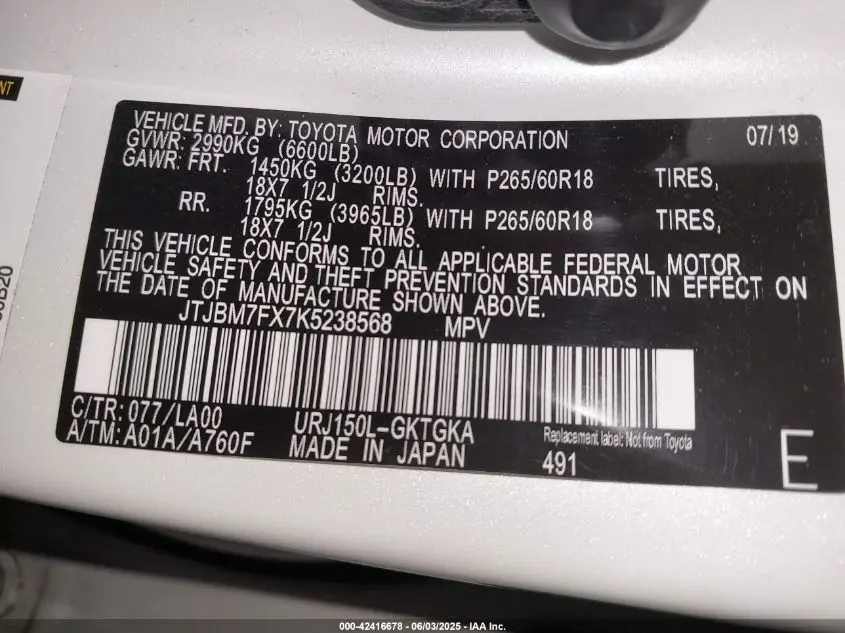 NT
VEHICLE MFD. BY: TOYOTA MOTOR CORPORATION 07/19
GVWR: 2990KG (6600LB)
GAWR: FRT. 1450KG (3200LB) WITH P265/60R18 TIRES,
18X7 1/2J RIMS.
RR. 1795KG (3965LB) WITH P265/60R18 TIRES,
18X7 1/2J RIMS.
THIS VEHICLE CONFORMS TO ALL APPLICABLE FEDERAL MOTOR
VEHICLE SAFETY AND THEFT PREVENTION STANDARDS IN EFFECT ON
THE DATE OF MANUFACTURE SHOWN ABOVE.
JTJBM7FX7K5238568 MPV
C/TR: 077/LA00 URJ150L-GKTGKA Replacement label: Not from Toyota
A/TM: A01A/A760F MADE IN JAPAN 491 E
000-42416678 - 06/03/2025 - IAA Inc.